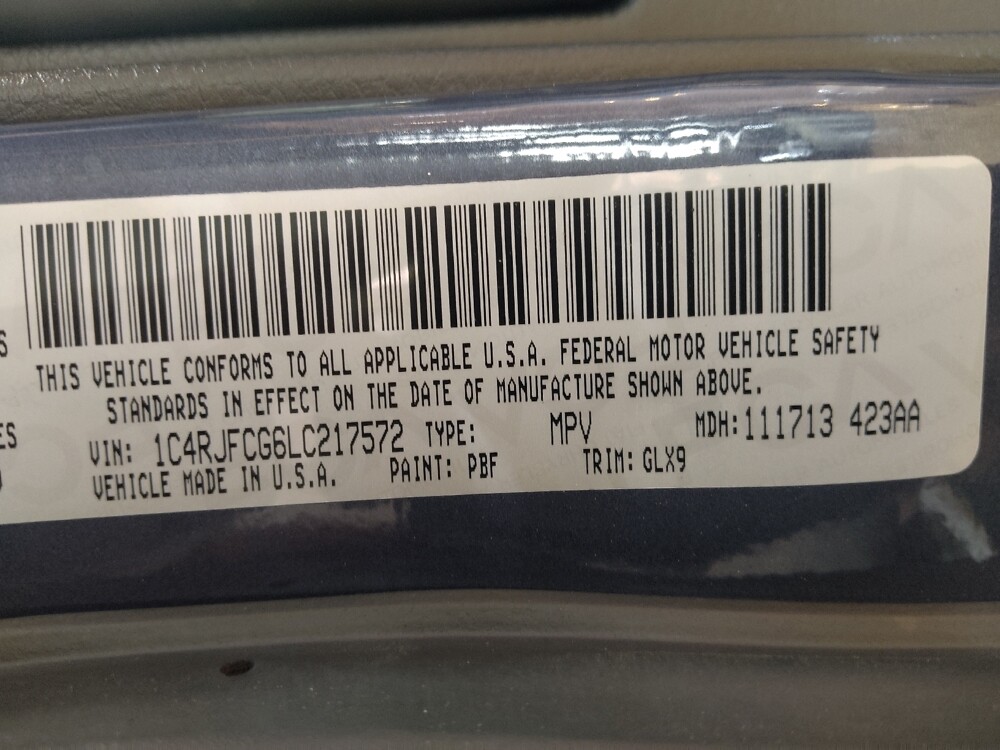 S
THIS VEHICLE CONFORMS TO ALL APPLICABLE U.S.A. FEDERAL MOTOR VEHICLE SAFETY
STANDARDS IN EFFECT ON THE DATE OF MANUFACTURE SHOWN ABOVE.
ES
VIN: 1C4RJFCG6LC217572 TYPE: MPV MDH:111713 423AA
VEHICLE MADE IN U.S.A. PAINT: PBF TRIM: GLX9